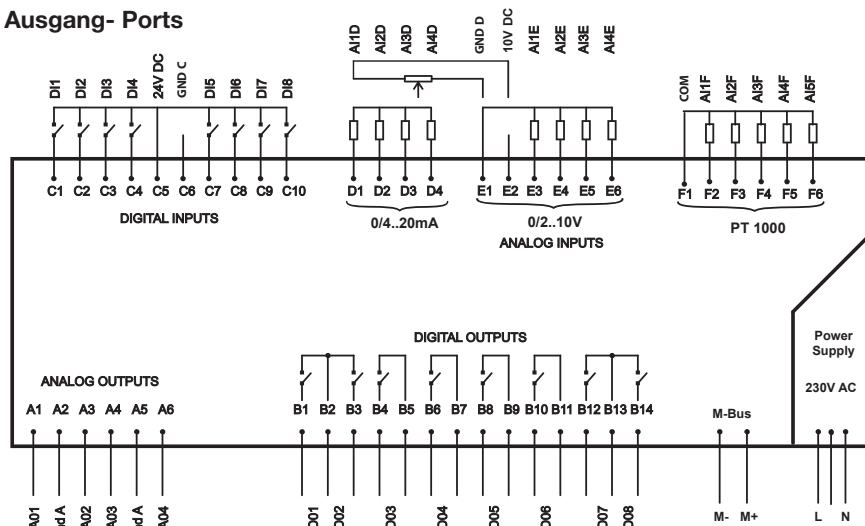 Ausgang- Ports
DI1 DI2 DI3 DI4 24V DC GND C DI5 DI6 DI7 DI8
AI1D AI2D AI3D AI4D GND D 10V DC AI1E AI2E AI3E AI4E
COM AI1F AI2F AI3F AI4F AI5F
C1 C2 C3 C4 C5 C6 C7 C8 C9 C10
D1 D2 D3 D4 E1 E2 E3 E4 E5 E6
F1 F2 F3 F4 F5 F6
DIGITAL INPUTS
0/4..20mA
0/2..10V
PT 1000
ANALOG INPUTS
DIGITAL OUTPUTS
Power
Supply
230V AC
ANALOG OUTPUTS
A1 A2 A3 A4 A5 A6
B1 B2 B3 B4 B5 B6 B7 B8 B9 B10 B11 B12 B13 B14
M-Bus
A01 A02 A03 A04
M- M+
L N